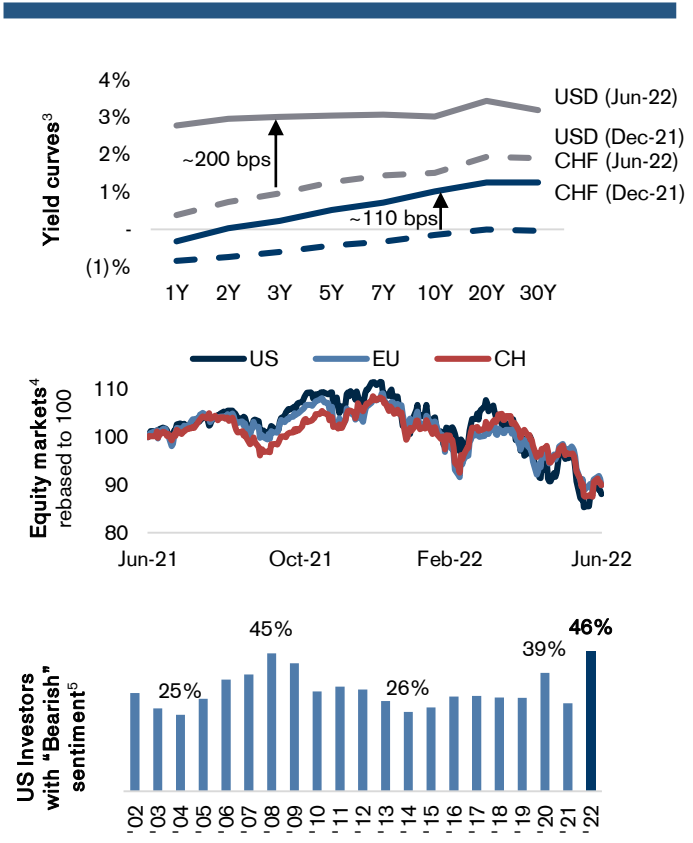 Yield curves3
4%
3%
2%
1%
-
(1)%
USD (Jun-22)
USD (Dec-21)
CHF (Jun-22)
CHF (Dec-21)
~200 bps
~110 bps
1Y 2Y 3Y 5Y 7Y 10Y 20Y 30Y
Equity markets4
rebased to 100
US EU CH
110
100
90
80
Jun-21 Oct-21 Feb-22 Jun-22
US Investors
with “Bearish”
sentiment5
25%
45%
26%
39%
46%
'02 '03 '04 '05 '06 '07 '08 '09 '10 '11 '12 '13 '14 '15 '16 '17 '18 '19 '20 '21 '22